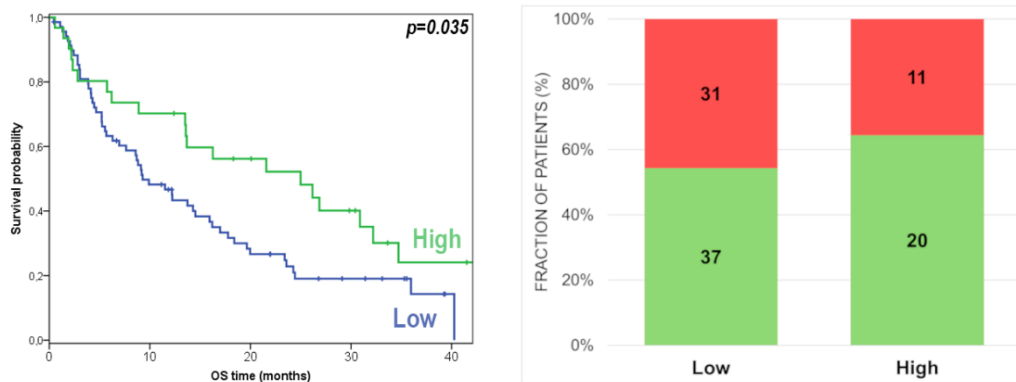 p=0.035
1,0
0,8
0,6
0,4
0,2
0,0
Survival probability
High
Low
0
10
20
30
40
OS time (months)
100%
80%
60%
40%
20%
0%
FRACTION OF PATIENTS (%)
31
11
37
20
Low
High